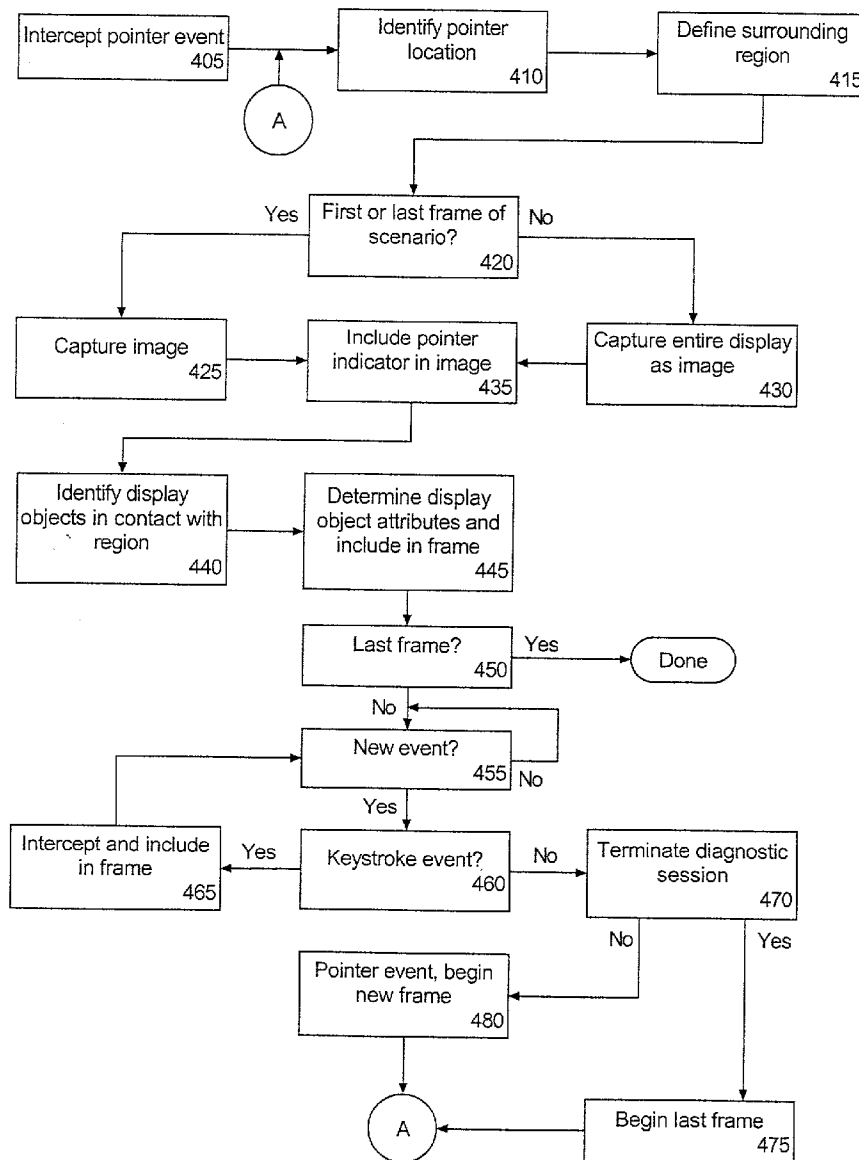 Intercept pointer event
405
Identify pointer
location
410
Define surrounding
region
415
A
First or last frame of
scenario?
420
Yes
No
Capture image
425
Include pointer
indicator in image
435
Capture entire display
as image
430
Identify display
objects in contact with
region
440
Determine display
object attributes and
include in frame
445
Last frame?
450
Yes
Done
No
New event?
455
No
Yes
Intercept and include
in frame
465
Yes
Keystroke event?
460
No
Terminate diagnostic
session
470
No
Yes
Pointer event, begin
new frame
480
A
Begin last frame
475